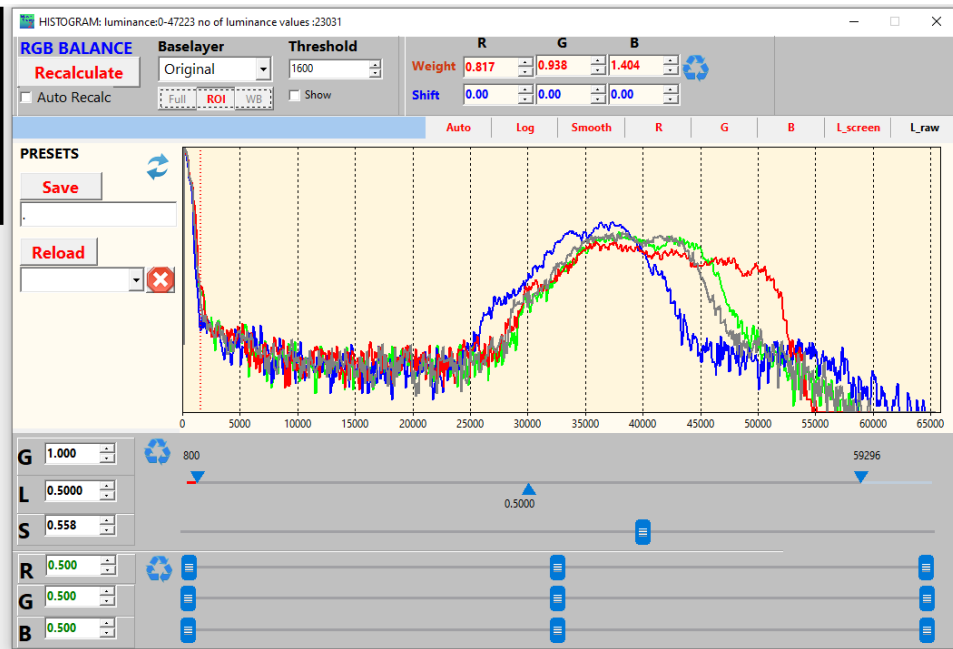 HISTOGRAM: luminance:0-47223 no of luminance values :23031
RGB BALANCE Baselayer Threshold R G B
Recalculate Original 1600 Weight 0.817 0.938 1.404
Auto Recalc Full ROI WB Show Shift 0.00 0.00 0.00
Auto Log Smooth R G B L_screen L_raw
PRESETS
Save
.
Reload
0 5000 10000 15000 20000 25000 30000 35000 40000 45000 50000 55000 60000 65000
G 1.000 800 59296
L 0.5000 0.5000
S 0.558
R 0.500
G 0.500
B 0.500